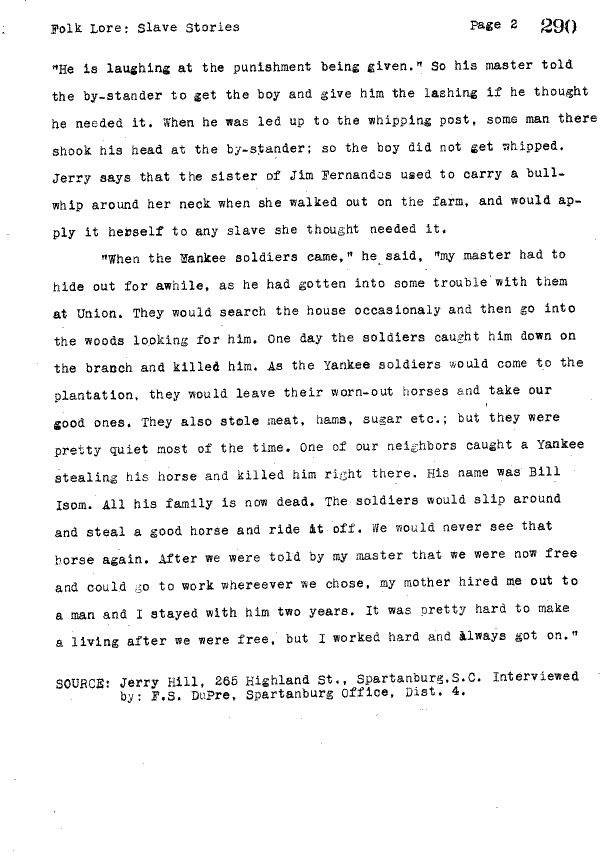 Folk Lore: Slave Stories Page 2 290
"He is laughing at the punishment being given." So his master told
the by-stander to get the boy and give him the lashing if he thought
he needed it. When he was led up to the whipping post, some man there
shook his head at the by-stander; so the boy did not get whipped.
Jerry says that the sister of Jim Fernandes used to carry a bull-
whip around her neck when she walked out on the farm, and would ap-
ply it herself to any slave she thought needed it.
"When the Yankee soldiers came," he said, "my master had to
hide out for awhile, as he had gotten into some trouble with them
at Union. They would search the house occasionaly and then go into
the woods looking for him. One day the soldiers caught him down on
the branch and killed him. As the Yankee soldiers would come to the
plantation, they would leave their worn-out horses and take our
good ones. They also stole meat, hams, sugar etc.; but they were
pretty quiet most of the time. One of our neighbors caught a Yankee
stealing his horse and killed him right there. His name was Bill
Isom. All his family is now dead. The soldiers would slip around
and steal a good horse and ride it off. We would never see that
horse again. After we were told by my master that we were now free
and could go to work whereever we chose, my mother hired me out to
a man and I stayed with him two years. It was pretty hard to make
a living after we were free, but I worked hard and always got on."
SOURCE: Jerry Hill, 265 Highland St., Spartanburg.S.C. Interviewed
by: F.S. DuPre, Spartanburg Office, Dist. 4.